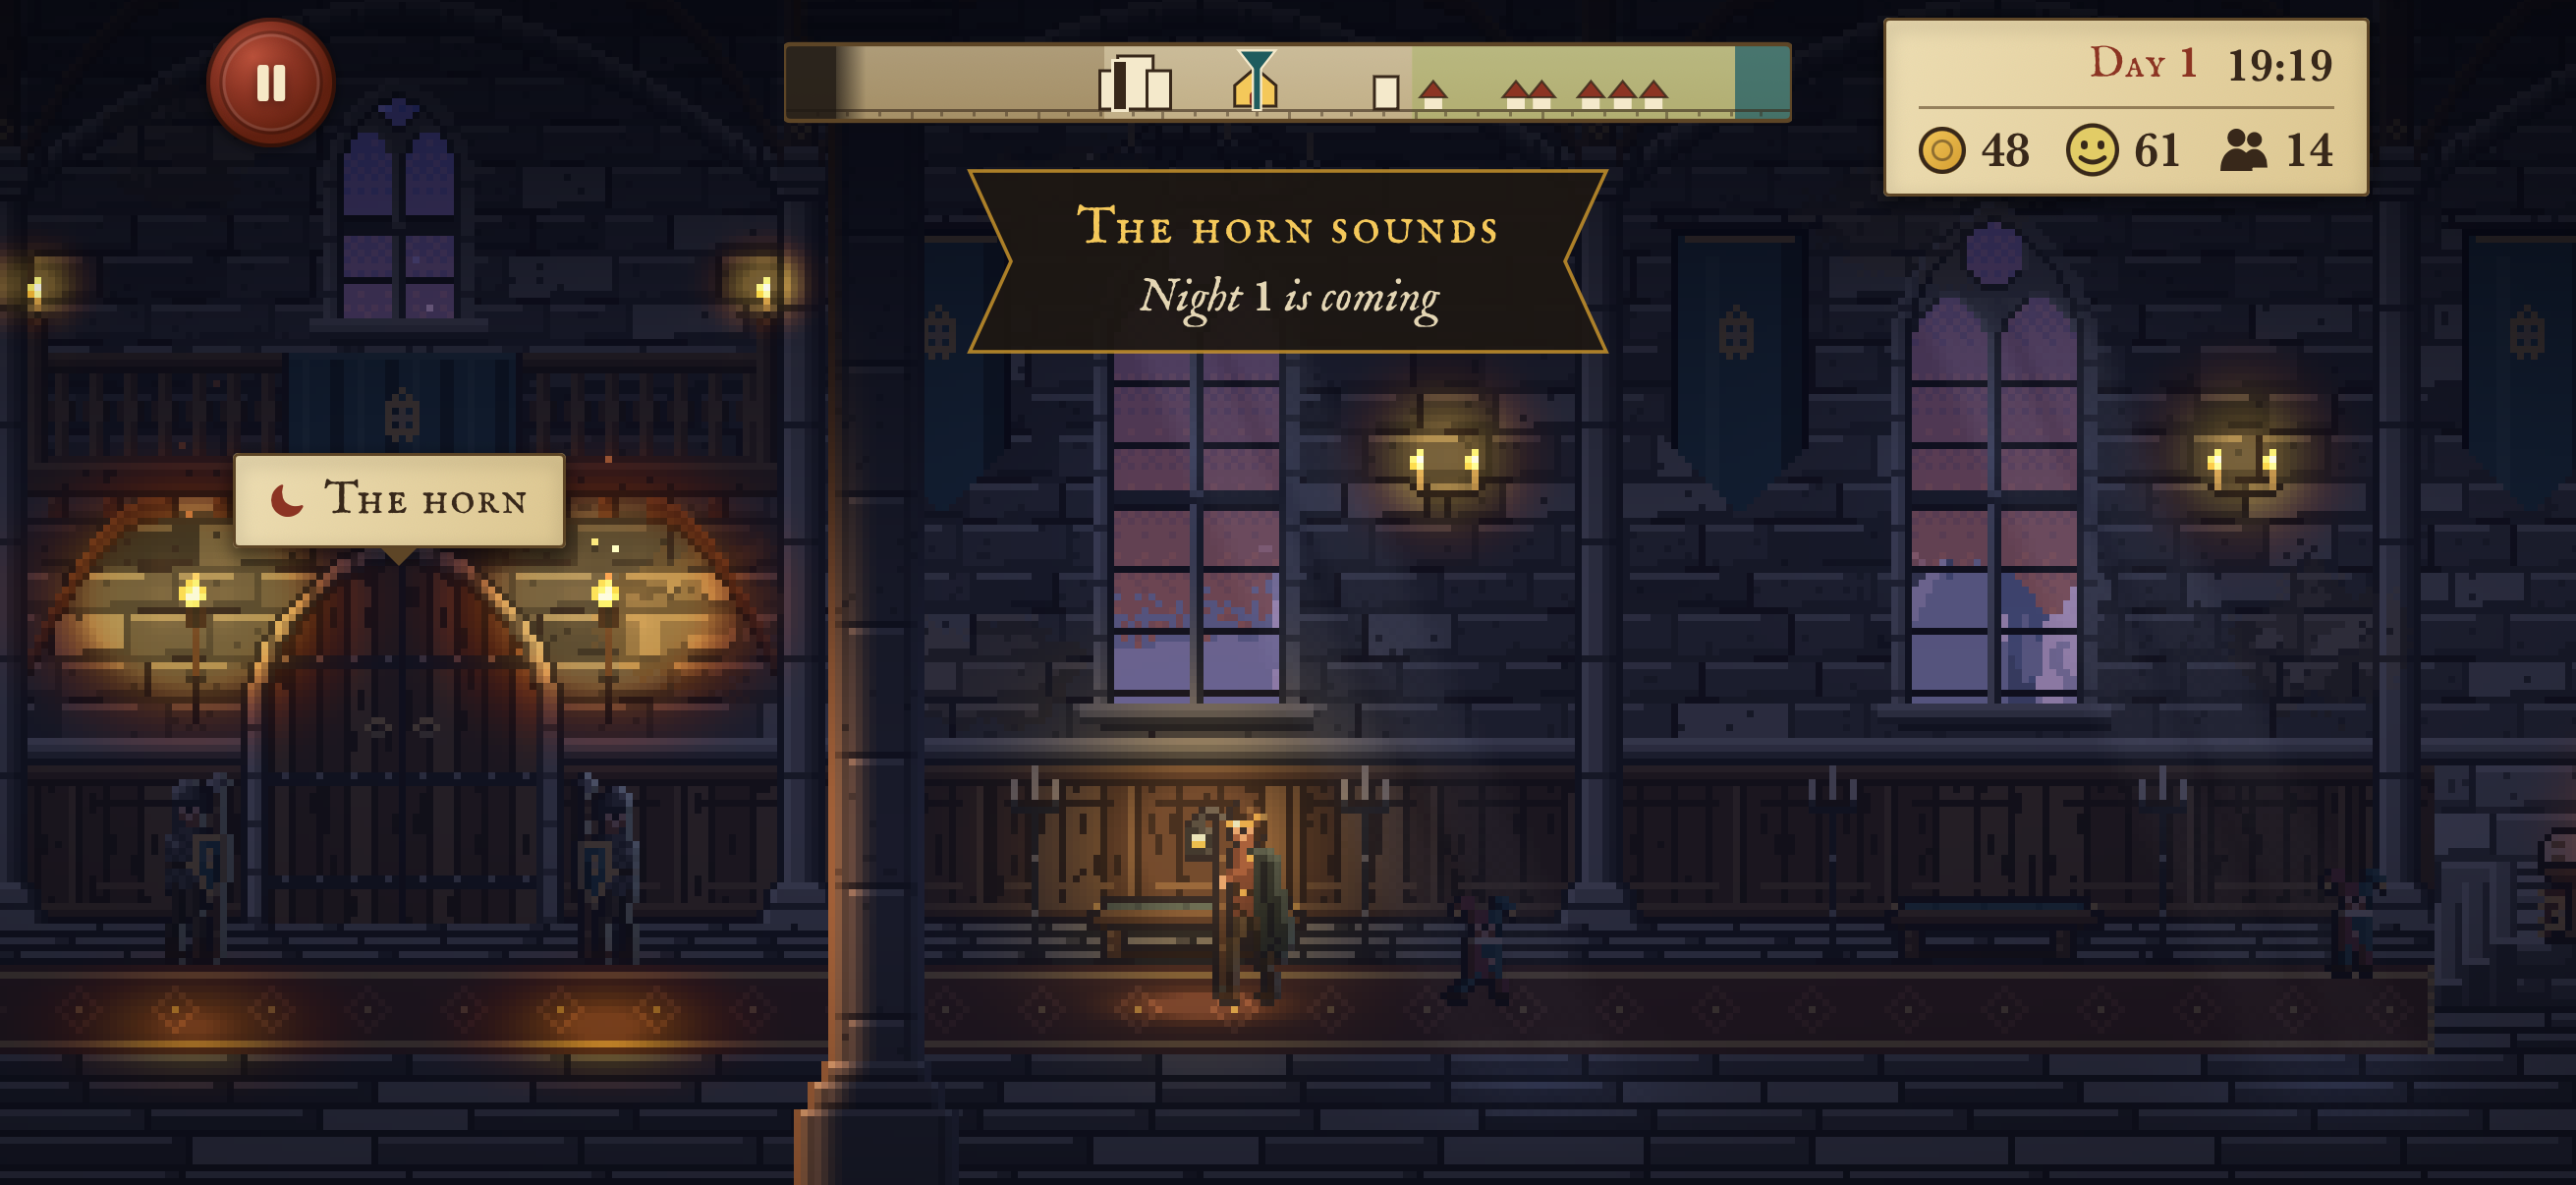 Day 1 19:19
48 61 14
The horn sounds
Night 1 is coming
The horn